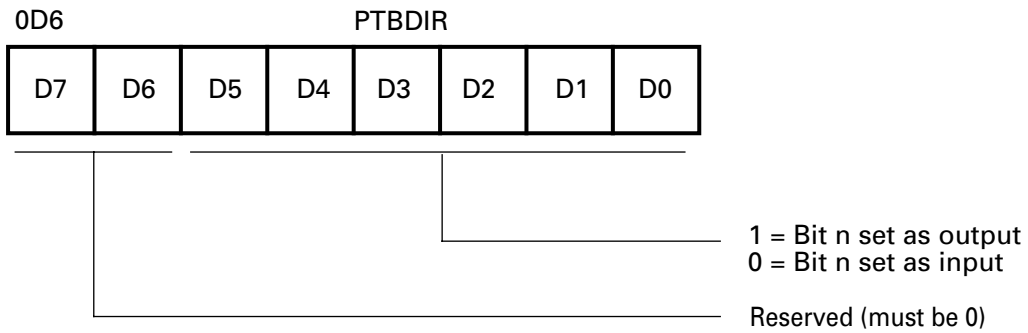 0D6 PTBDIR
D7 D6 D5 D4 D3 D2 D1 D0
1 = Bit n set as output
0 = Bit n set as input
Reserved (must be 0)